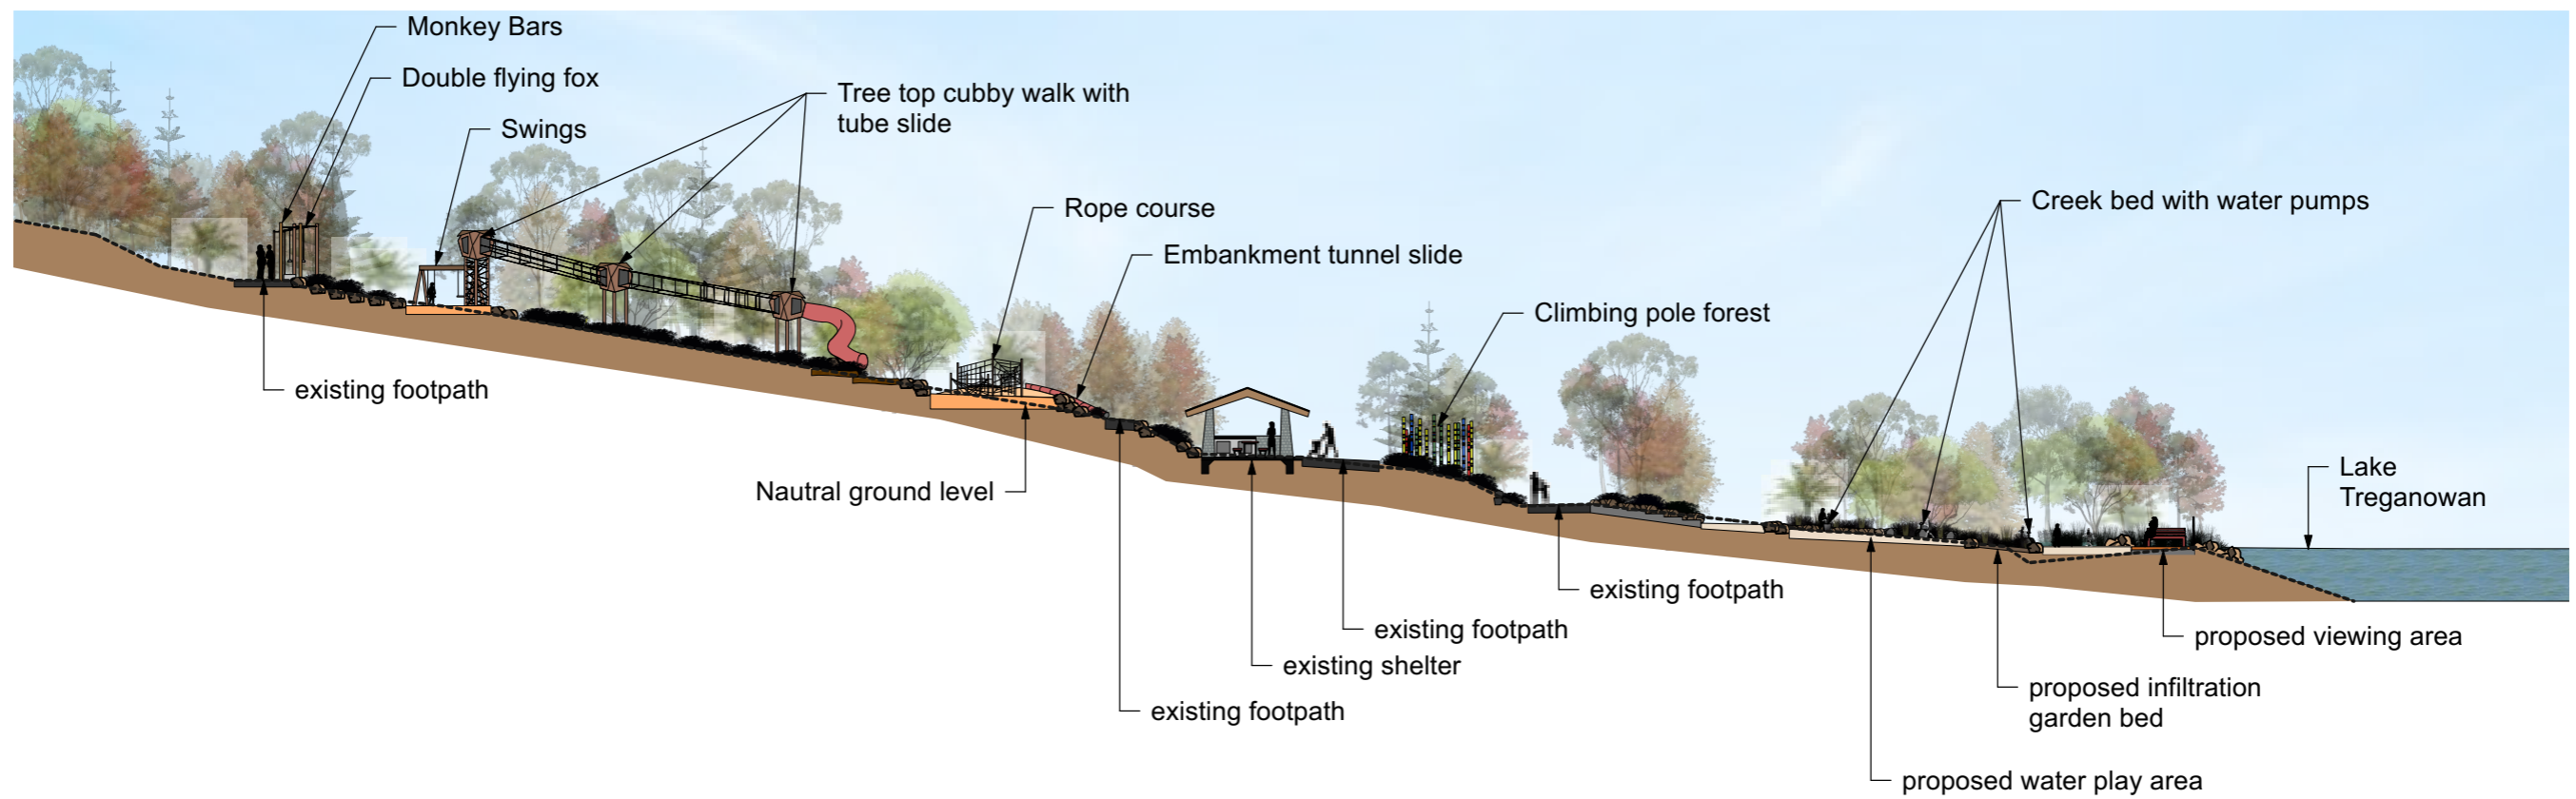 Monkey Bars
Double flying fox
Swings
Tree top cubby walk with
tube slide
Rope course
Embankment tunnel slide
Climbing pole forest
Creek bed with water pumps
Lake
Treganowan
existing footpath
Nautral ground level
existing footpath
existing shelter
existing footpath
existing footpath
proposed viewing area
proposed infiltration
garden bed
proposed water play area